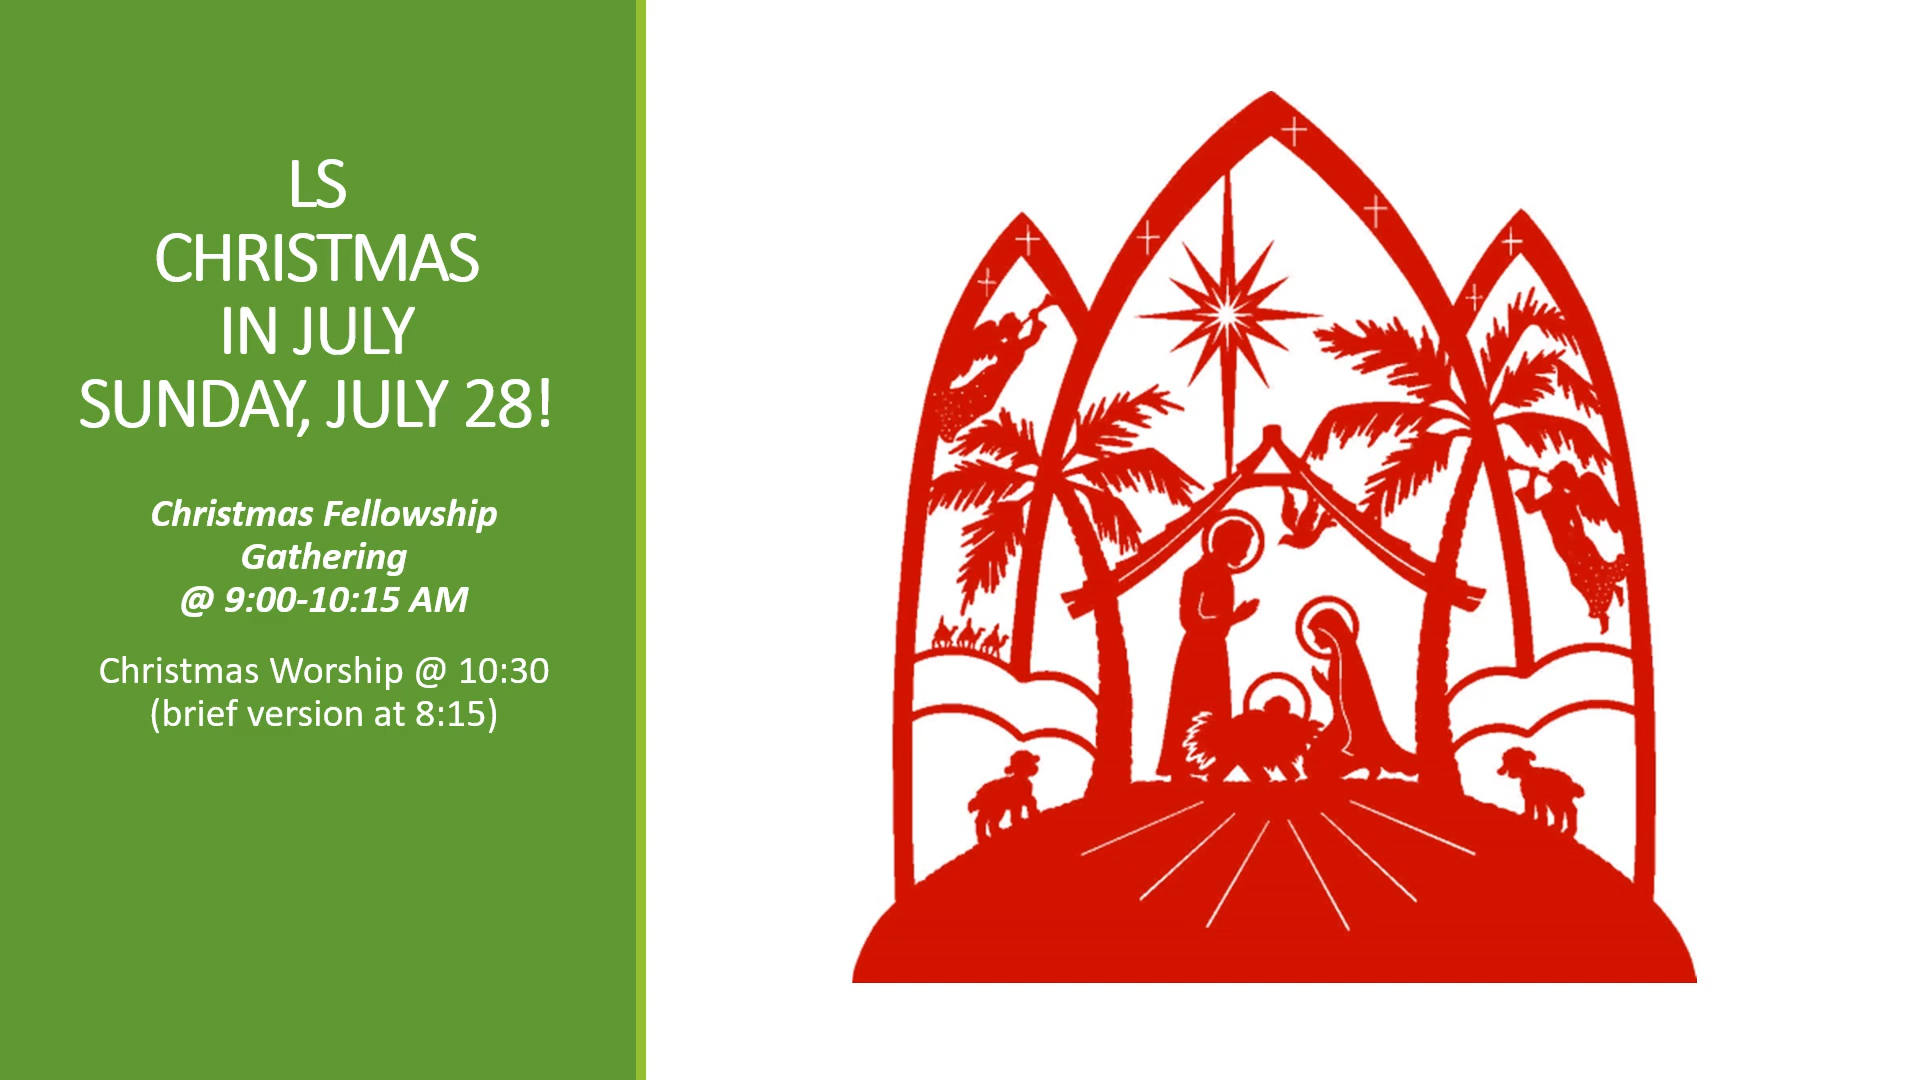 LS
CHRISTMAS
IN JULY
SUNDAY, JULY 28!
Christmas Fellowship
Gathering
@ 9:00-10:15 AM
Christmas Worship @ 10:30
(brief version at 8:15)